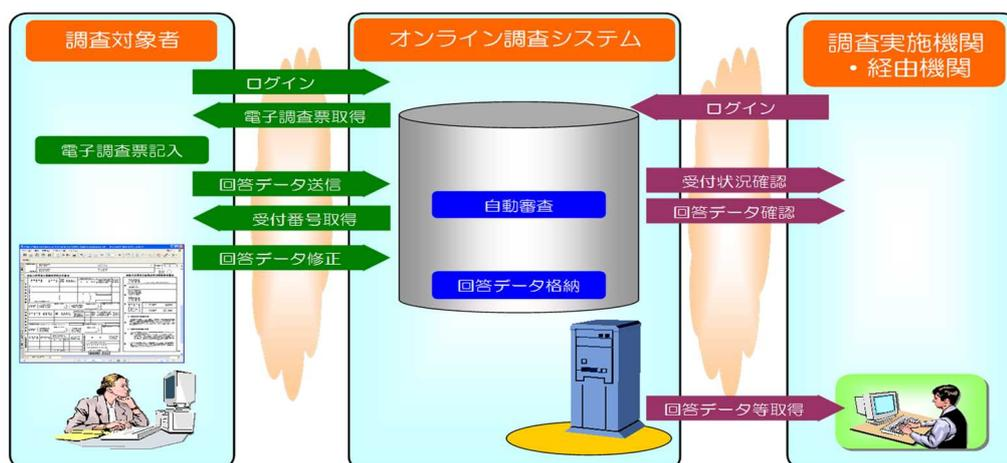 調査対象者
オンライン調査システム
調査実施機関
・経由機関
ログイン
電子調査票取得
電子調査票記入
回答データ送信
受付番号取得
回答データ修正
自動審査
回答データ格納
ログイン
受付状況確認
回答データ確認
回答データ等取得